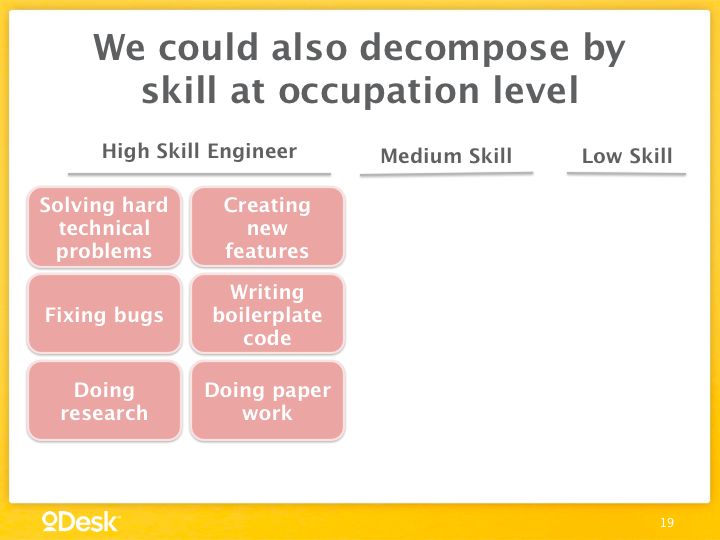 We could also decompose by
skill at occupation level
High Skill Engineer
Medium Skill
Low Skill
Solving hard
technical
problems
Creating
new
features
Fixing bugs
Writing
boilerplate
code
Doing
research
Doing paper
work
oDesk
19